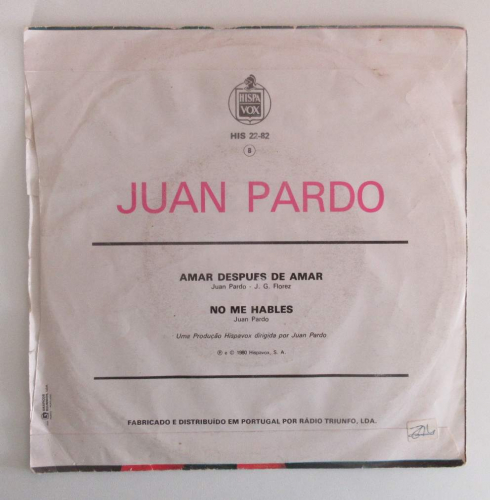 HISPA
VOX
HIS 22-82
B
JUAN PARDO
AMAR DESPUES DE AMAR
Juan Pardo - J. G. Florez
NO ME HABLES
Juan Pardo
Uma Produção Hispavox dirigida por Juan Pardo.
Ⓟ e © 1980 Hispavox, S. A.
FABRICADO E DISTRIBUÍDO EM PORTUGAL POR RÁDIO TRIUNFO, LDA.